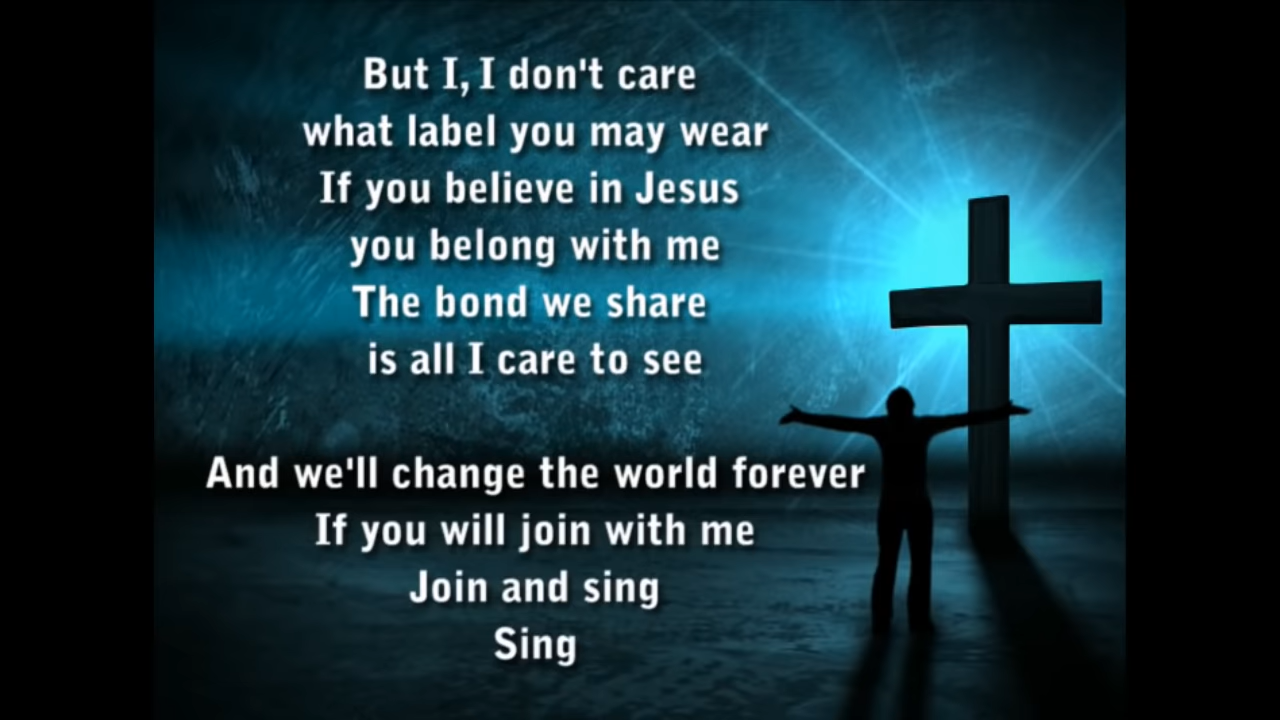 But I, I don't care
what label you may wear
If you believe in Jesus
you belong with me
The bond we share
is all I care to see
And we'll change the world forever
If you will join with me
Join and sing
Sing